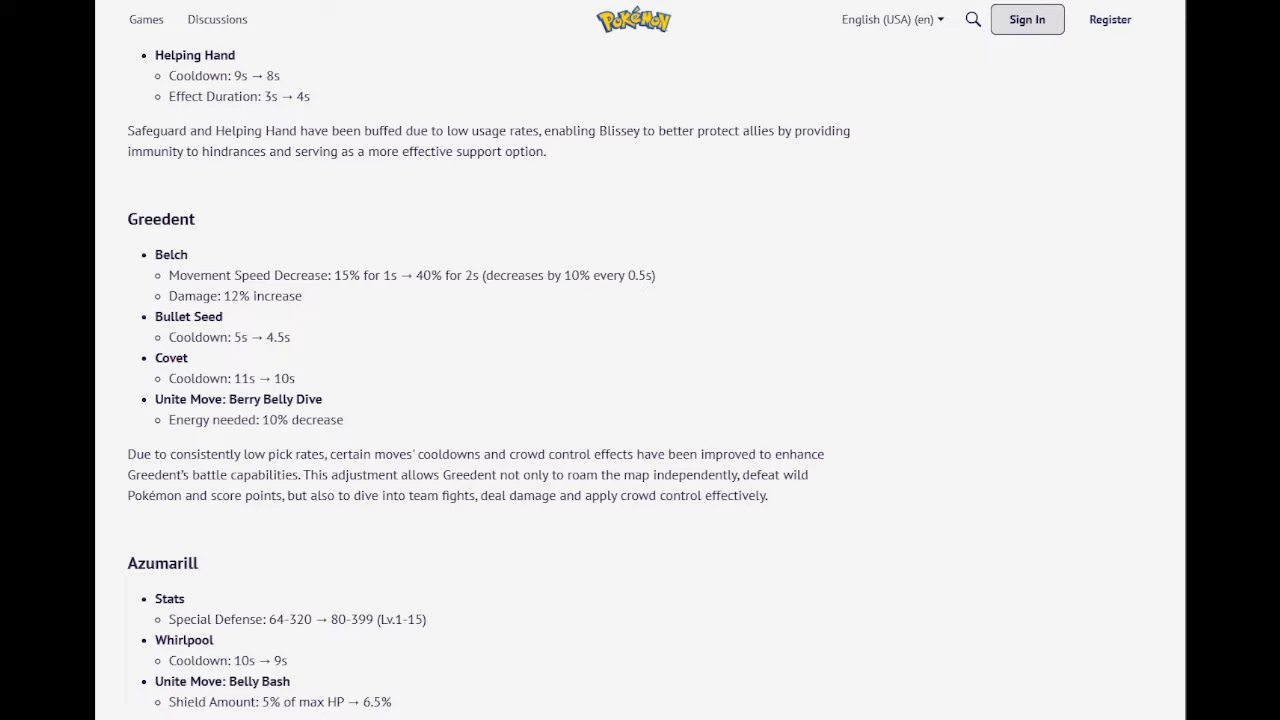 Games Discussions Pokémon English (USA) (en) Sign In Register
Helping Hand
Cooldown: 9s → 8s
Effect Duration: 3s → 4s
Safeguard and Helping Hand have been buffed due to low usage rates, enabling Blissey to better protect allies by providing
immunity to hindrances and serving as a more effective support option.
Greedent
Belch
Movement Speed Decrease: 15% for 1s → 40% for 2s (decreases by 10% every 0.5s)
Damage: 12% increase
Bullet Seed
Cooldown: 5s → 4.5s
Covet
Cooldown: 11s → 10s
Unite Move: Berry Belly Dive
Energy needed: 10% decrease
Due to consistently low pick rates, certain moves' cooldowns and crowd control effects have been improved to enhance
Greedent's battle capabilities. This adjustment allows Greedent not only to roam the map independently, defeat wild
Pokémon and score points, but also to dive into team fights, deal damage and apply crowd control effectively.
Azumarill
Stats
Special Defense: 64-320 → 80-399 (Lv.1-15)
Whirlpool
Cooldown: 10s → 9s
Unite Move: Belly Bash
Shield Amount: 5% of max HP → 6.5%